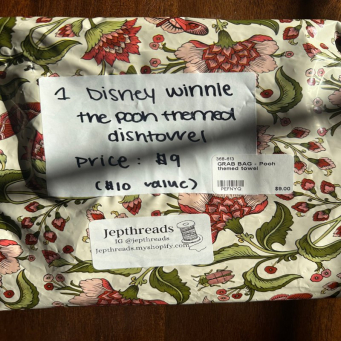 1 Disney winnie
the pooh themed
dishtowel
price: $9
($10 value)
GRAB BAG - Pooh
themed towel
$9.00
Jepthreads
IG @jepthreads
jepthreads.myshopify.com